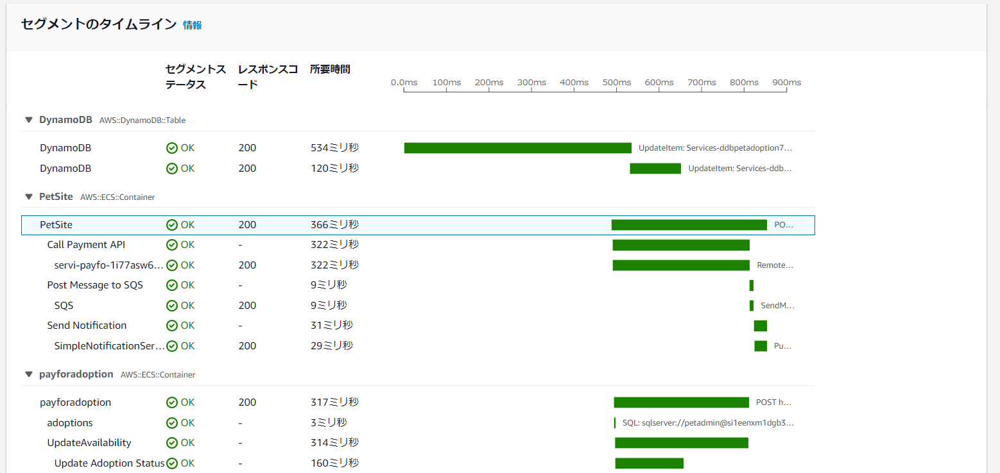 セグメントのタイムライン 情報
セグメントス
テータス
レスポンスコ
ード
所要時間
0.0ms 100ms 200ms 300ms 400ms 500ms 600ms 700ms 800ms 900ms
▼ DynamoDB AWS::DynamoDB::Table
DynamoDB OK 200 534ミリ秒 UpdateItem: Services-ddbpetadoption7...
DynamoDB OK 200 120ミリ秒 UpdateItem: Services-ddb...
▼ PetSite AWS::ECS::Container
PetSite OK 200 366ミリ秒 PO...
Call Payment API OK - 322ミリ秒
servi-payfo-1i77asw6... OK 200 322ミリ秒 Remote...
Post Message to SQS OK - 9ミリ秒
SQS OK 200 9ミリ秒 SendM...
Send Notification OK - 31ミリ秒
SimpleNotificationSer... OK 200 29ミリ秒 Pu...
▼ payforadoption AWS::ECS::Container
payforadoption OK 200 317ミリ秒 POST h...
adoptions OK - 3ミリ秒 SQL: sqlserver://petadmin@si1eenxm1dgb3...
UpdateAvailability OK - 314ミリ秒
Update Adoption Status OK - 160ミリ秒